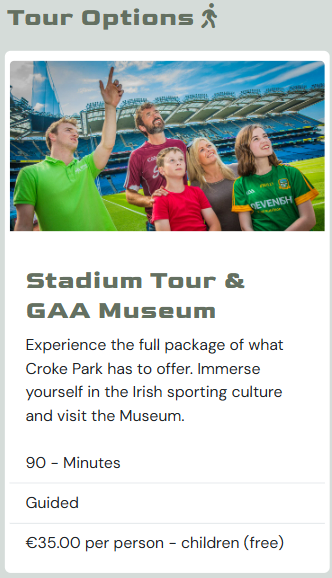 Tour Options
DEVENISH
Stadium Tour &
GAA Museum
Experience the full package of what
Croke Park has to offer. Immerse
yourself in the Irish sporting culture
and visit the Museum.
90 - Minutes
Guided
€35.00 per person - children (free)